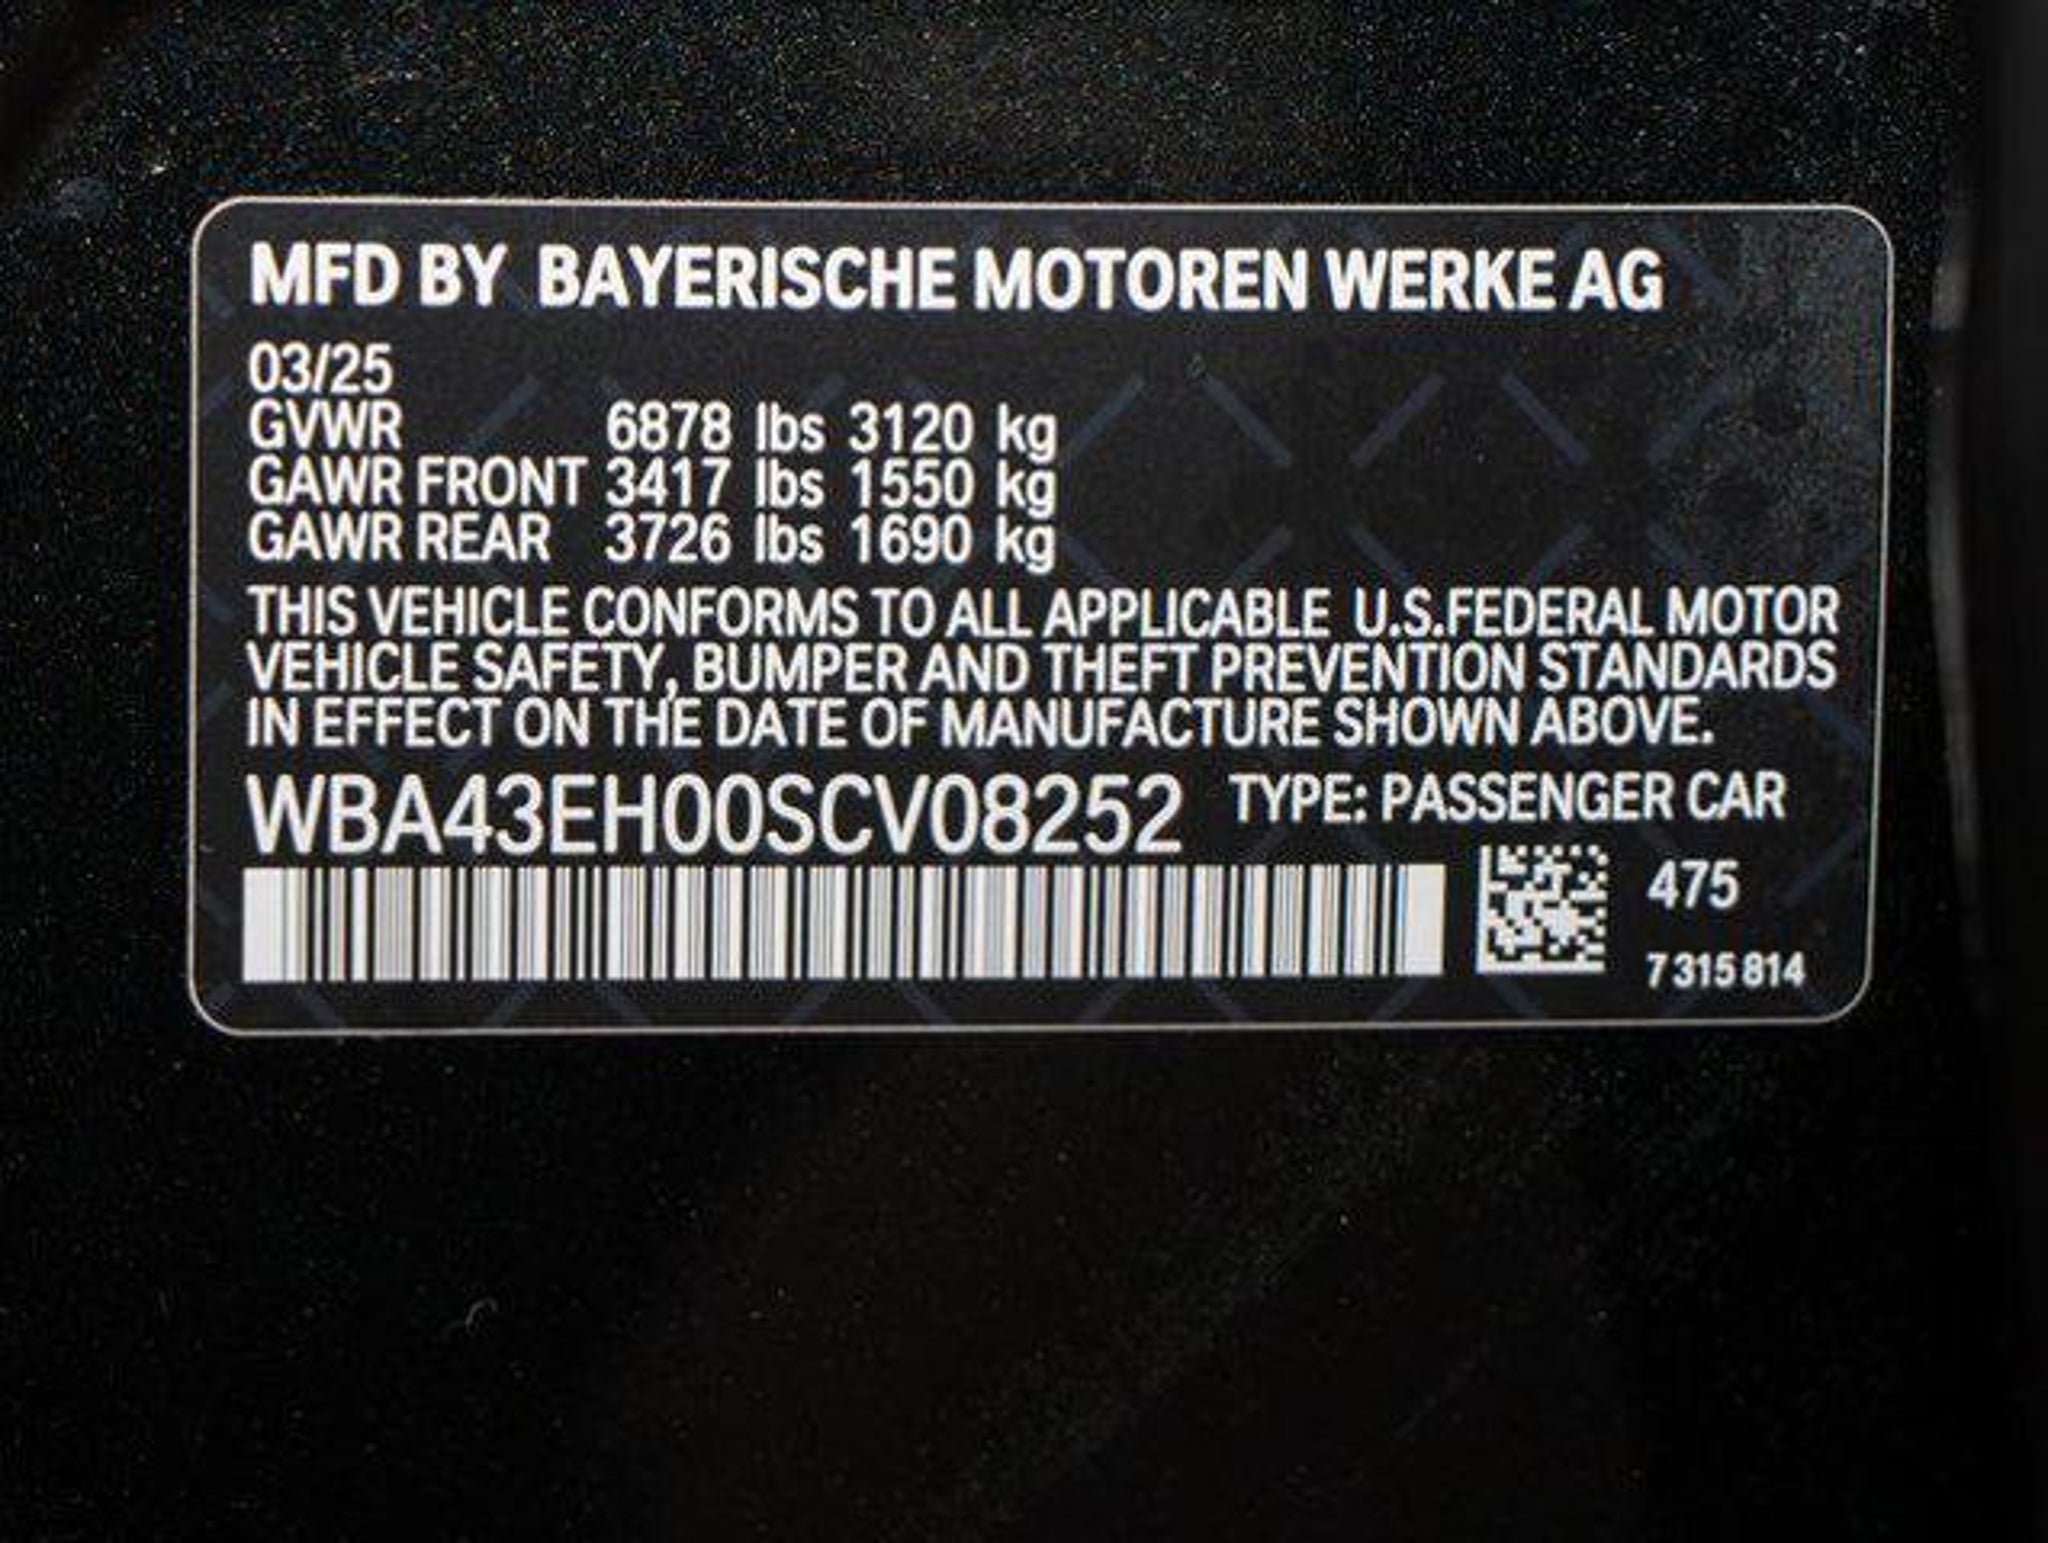 MFD BY BAYERISCHE MOTOREN WERKE AG
03/25
GVWR 6878 lbs 3120 kg
GAWR FRONT 3417 lbs 1550 kg
GAWR REAR 3726 lbs 1690 kg
THIS VEHICLE CONFORMS TO ALL APPLICABLE U.S.FEDERAL MOTOR
VEHICLE SAFETY, BUMPER AND THEFT PREVENTION STANDARDS
IN EFFECT ON THE DATE OF MANUFACTURE SHOWN ABOVE.
WBA43EH00SCV08252 TYPE: PASSENGER CAR
475
7 315 814